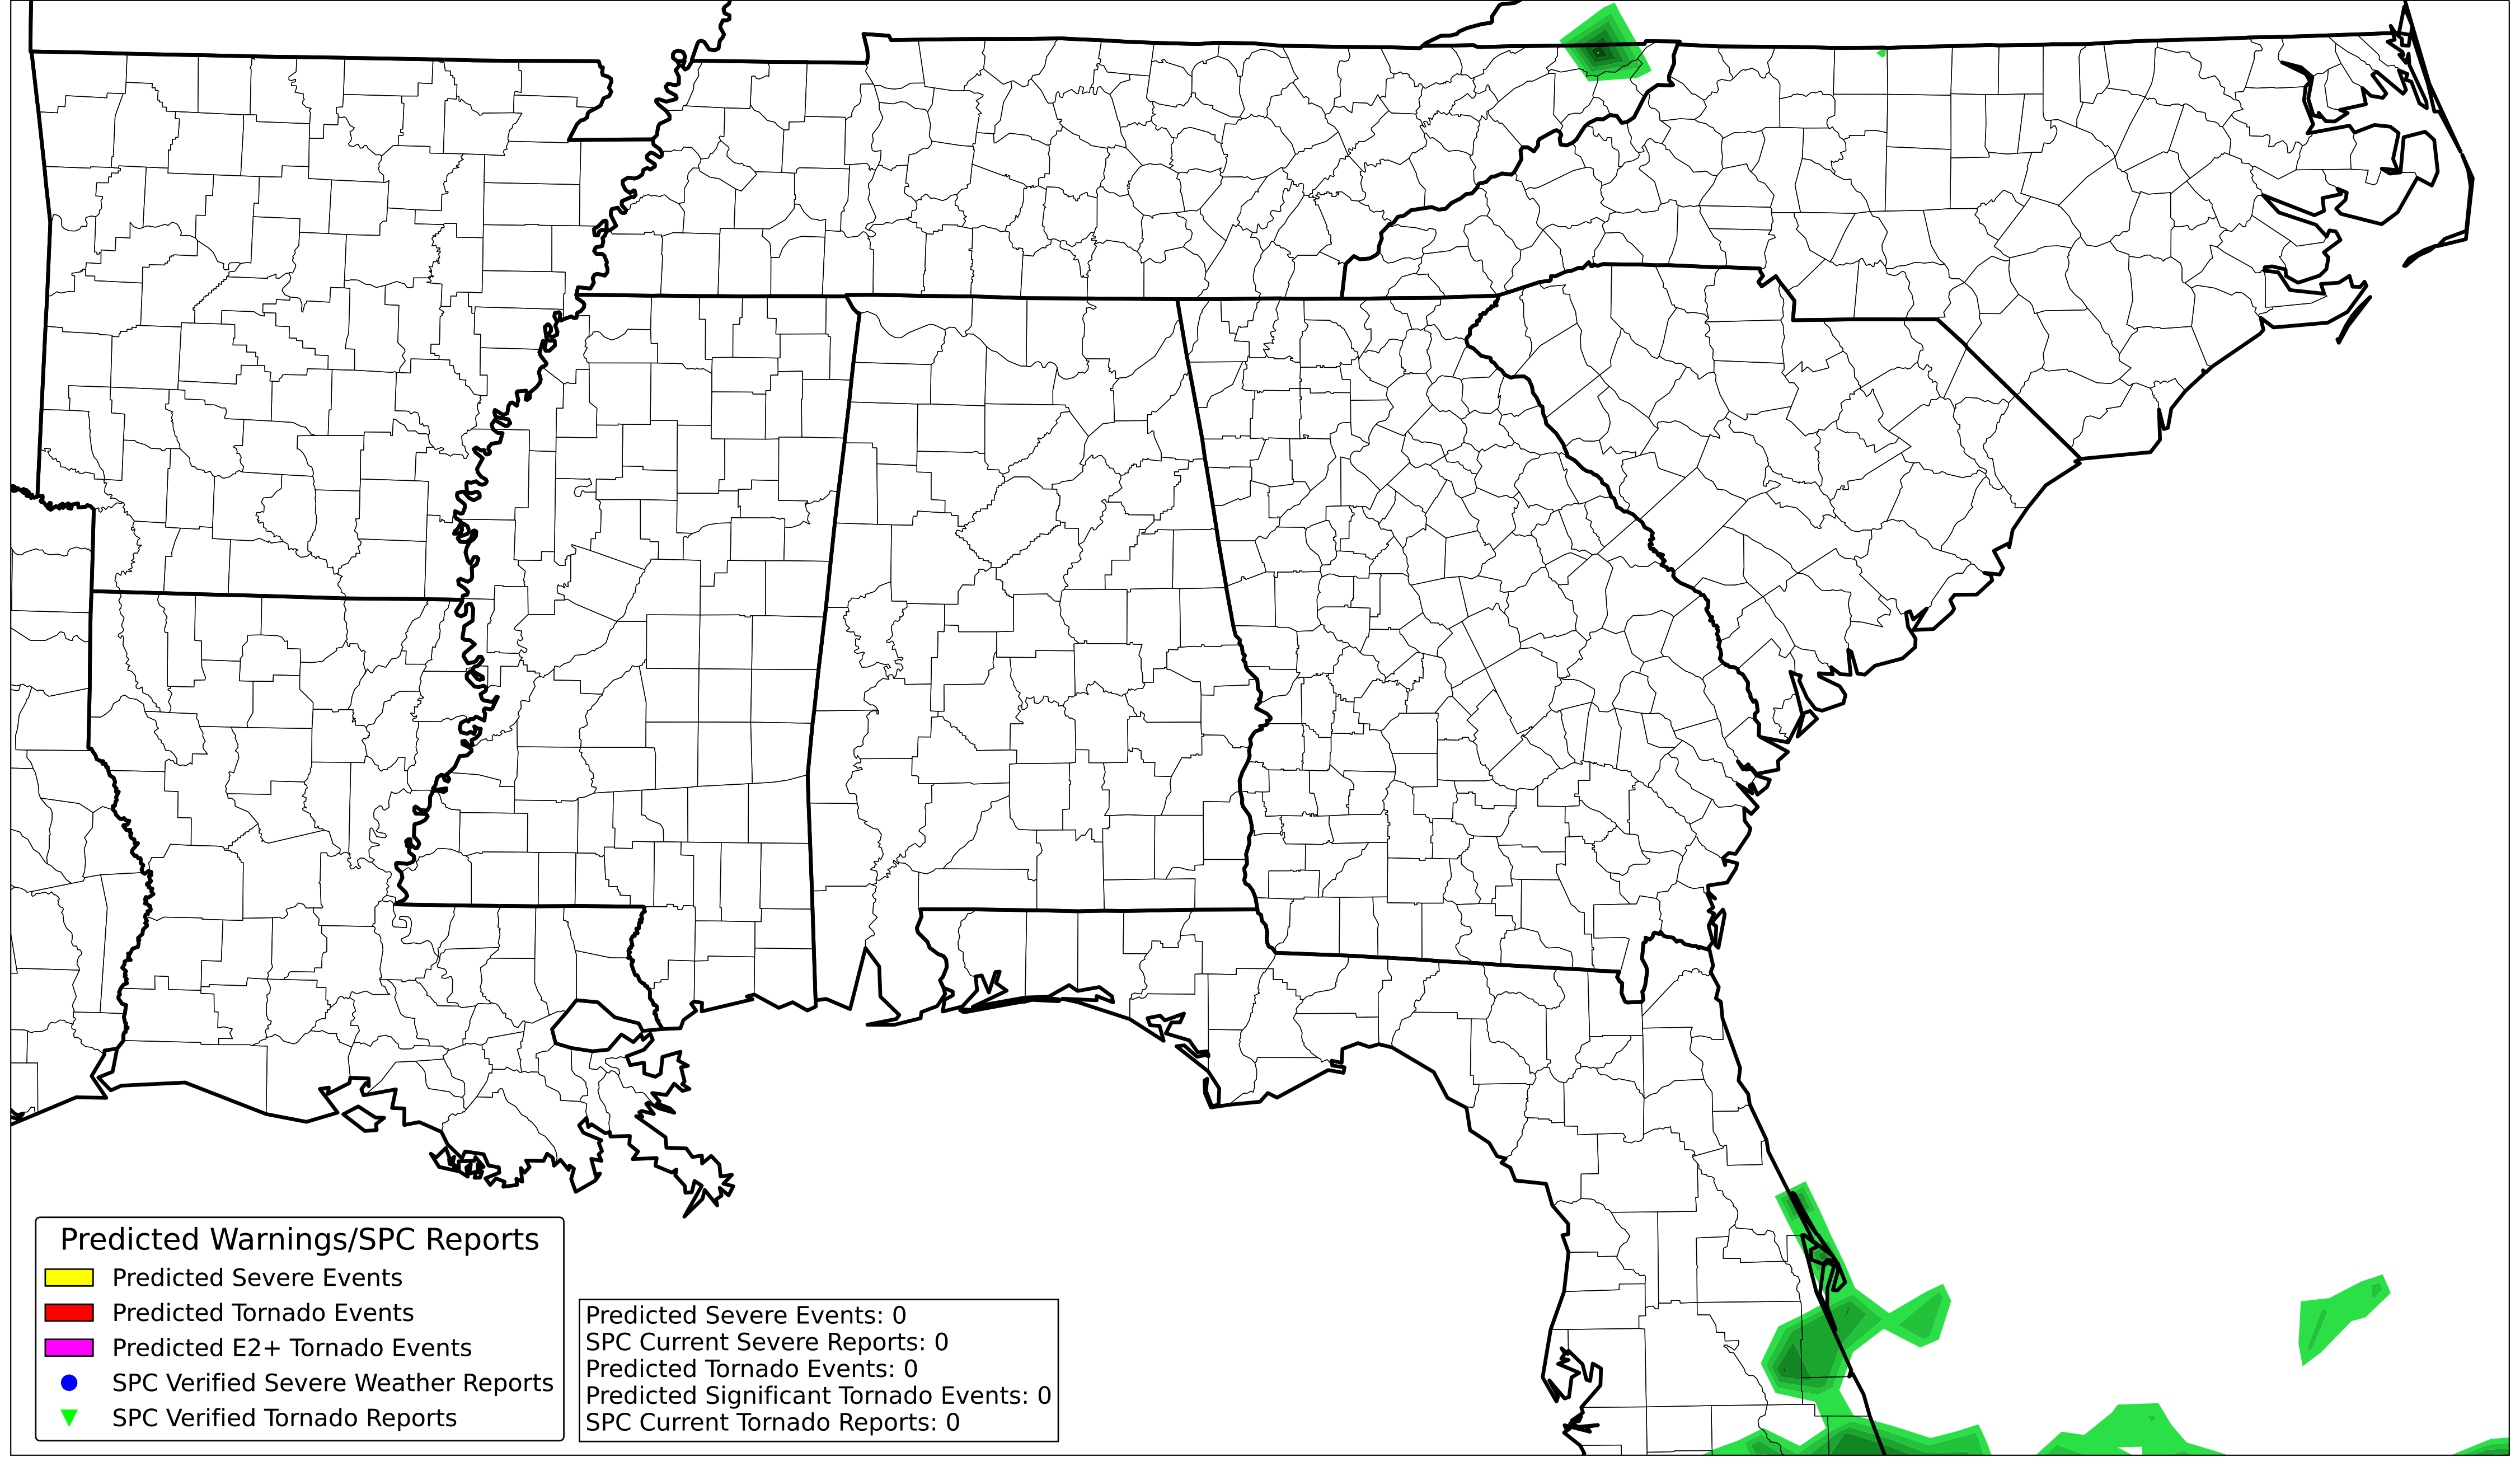 Predicted Warnings/SPC Reports
Predicted Severe Events
Predicted Tornado Events
Predicted E2+ Tornado Events
SPC Verified Severe Weather Reports
SPC Verified Tornado Reports
Predicted Severe Events: 0
SPC Current Severe Reports: 0
Predicted Tornado Events: 0
Predicted Significant Tornado Events: 0
SPC Current Tornado Reports: 0